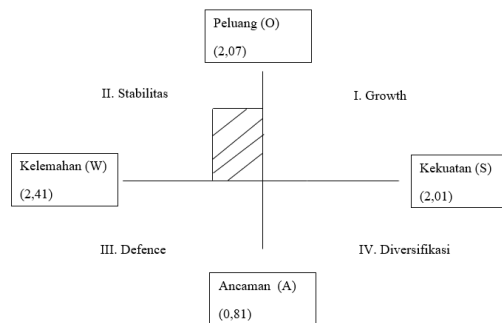 Peluang (O)
(2,07)
II. Stabilitas
I. Growth
Kelemahan (W)
(2,41)
Kekuatan (S)
(2,01)
III. Defence
IV. Diversifikasi
Ancaman (A)
(0,81)